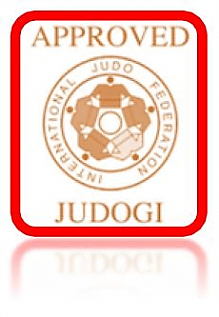 APPROVED
INTERNATIONAL JUDO FEDERATION
JUDOGI